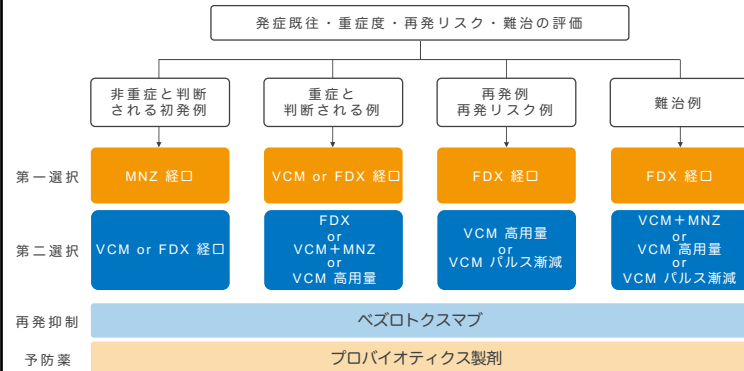 発症既往・重症度・再発リスク・難治の評価
非重症と判断
される初発例
重症と
判断される例
再発例
再発リスク例
難治例
第一選択
MNZ 経口
VCM or FDX 経口
FDX 経口
FDX 経口
第二選択
VCM or FDX 経口
FDX
or
VCM＋MNZ
or
VCM 高用量
VCM 高用量
or
VCM パルス漸減
VCM＋MNZ
or
VCM 高用量
or
VCM パルス漸減
再発抑制
ベズロトクスマブ
予防薬
プロバイオティクス製剤